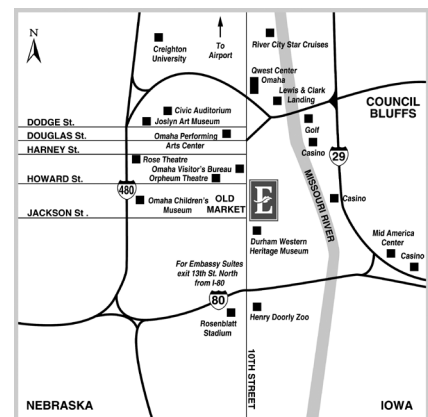 N
Creighton
University
To
Airport
River City Star Cruises
Qwest Center
Omaha
Lewis & Clark
Landing
COUNCIL
BLUFFS
Civic Auditorium
Joslyn Art Museum
Golf
DODGE St.
DOUGLAS St.
Omaha Performing
Arts Center
Casino
HARNEY St.
Rose Theatre
29
Omaha Visitor's Bureau
Orpheum Theatre
HOWARD St.
480
OLD
MARKET
E
MISSOURI RIVER
Omaha Children's
Museum
Casino
JACKSON St .
Durham Western
Heritage Museum
Mid America
Center
Casino
For Embassy Suites
exit 13th St. North
from I-80
80
Rosenblatt
Stadium
Henry Doorly Zoo
10TH STREET
NEBRASKA
IOWA